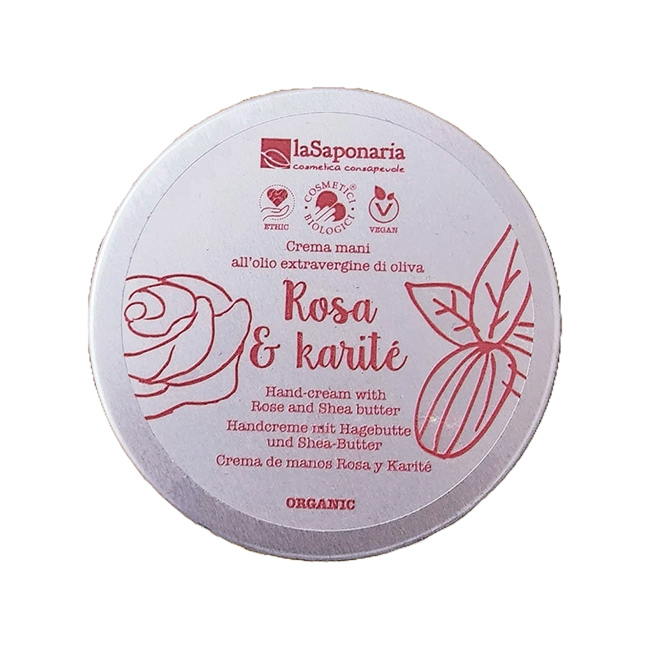 laSaponaria
cosmetica consapevole
ETHIC
COSMETICI BIOLOGICI ®
VEGAN
Crema mani
all'olio extravergine di oliva
Rosa
& karité
Hand-cream with
Rose and Shea butter
Handcreme mit Hagebutte
und Shea-Butter
Crema de manos Rosa y Karité
ORGANIC